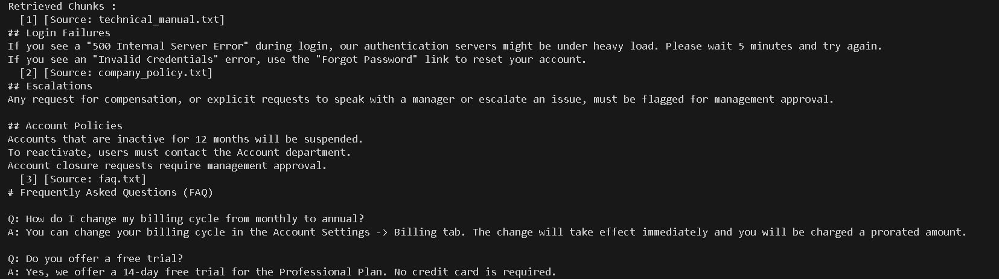 Retrieved Chunks :
[1] [Source: technical_manual.txt]
## Login Failures
If you see a "500 Internal Server Error" during login, our authentication servers might be under heavy load. Please wait 5 minutes and try again.
If you see an "Invalid Credentials" error, use the "Forgot Password" link to reset your account.
[2] [Source: company_policy.txt]
## Escalations
Any request for compensation, or explicit requests to speak with a manager or escalate an issue, must be flagged for management approval.

## Account Policies
Accounts that are inactive for 12 months will be suspended.
To reactivate, users must contact the Account department.
Account closure requests require management approval.
[3] [Source: faq.txt]
# Frequently Asked Questions (FAQ)

Q: How do I change my billing cycle from monthly to annual?
A: You can change your billing cycle in the Account Settings -> Billing tab. The change will take effect immediately and you will be charged a prorated amount.

Q: Do you offer a free trial?
A: Yes, we offer a 14-day free trial for the Professional Plan. No credit card is required.